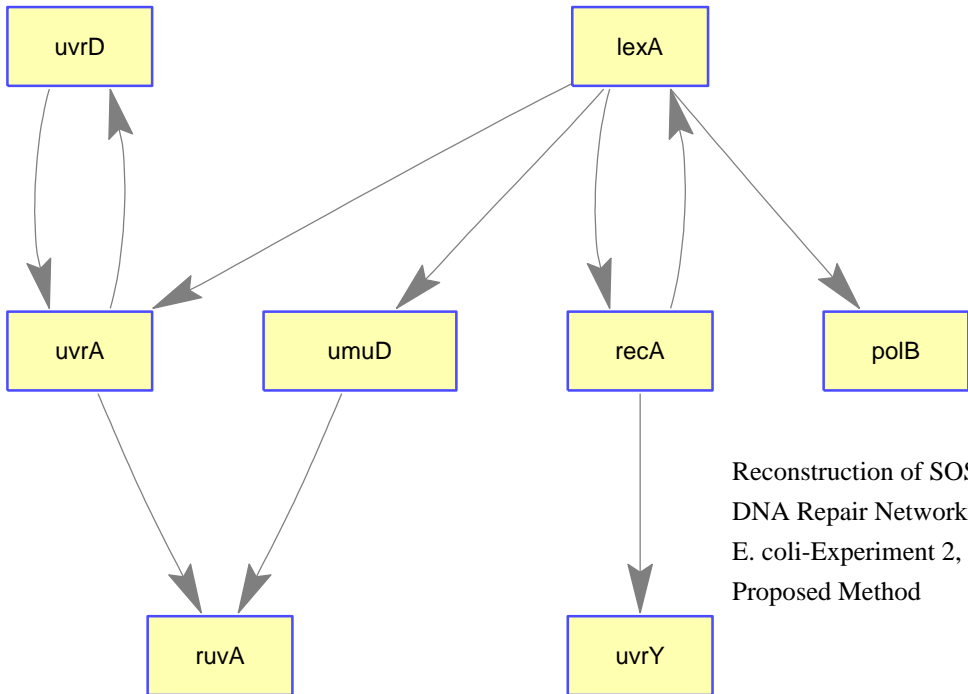 uvrD
lexA
uvrA
umuD
recA
polB
Reconstruction of SOS
DNA Repair Network
E. coli-Experiment 2,
Proposed Method
ruvA
uvrY